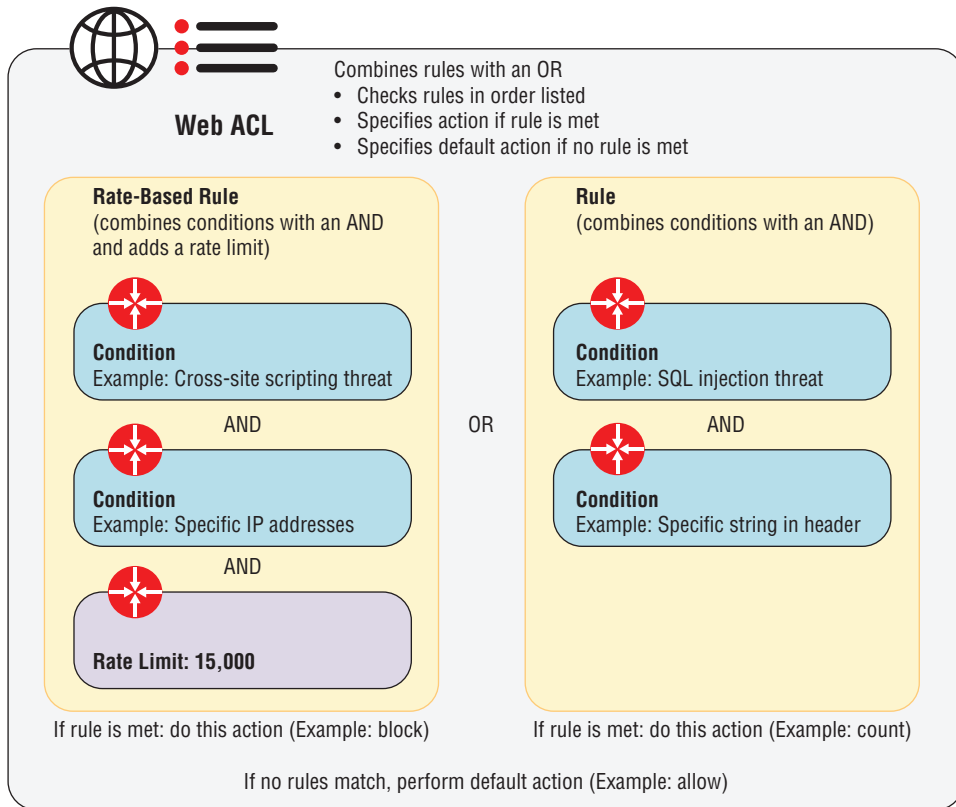 Web ACL
Combines rules with an OR
• Checks rules in order listed
• Specifies action if rule is met
• Specifies default action if no rule is met
Rate-Based Rule
(combines conditions with an AND
and adds a rate limit)
Condition
Example: Cross-site scripting threat
AND
Condition
Example: Specific IP addresses
AND
Rate Limit: 15,000
If rule is met: do this action (Example: block)
OR
Rule
(combines conditions with an AND)
Condition
Example: SQL injection threat
AND
Condition
Example: Specific string in header
If rule is met: do this action (Example: count)
If no rules match, perform default action (Example: allow)